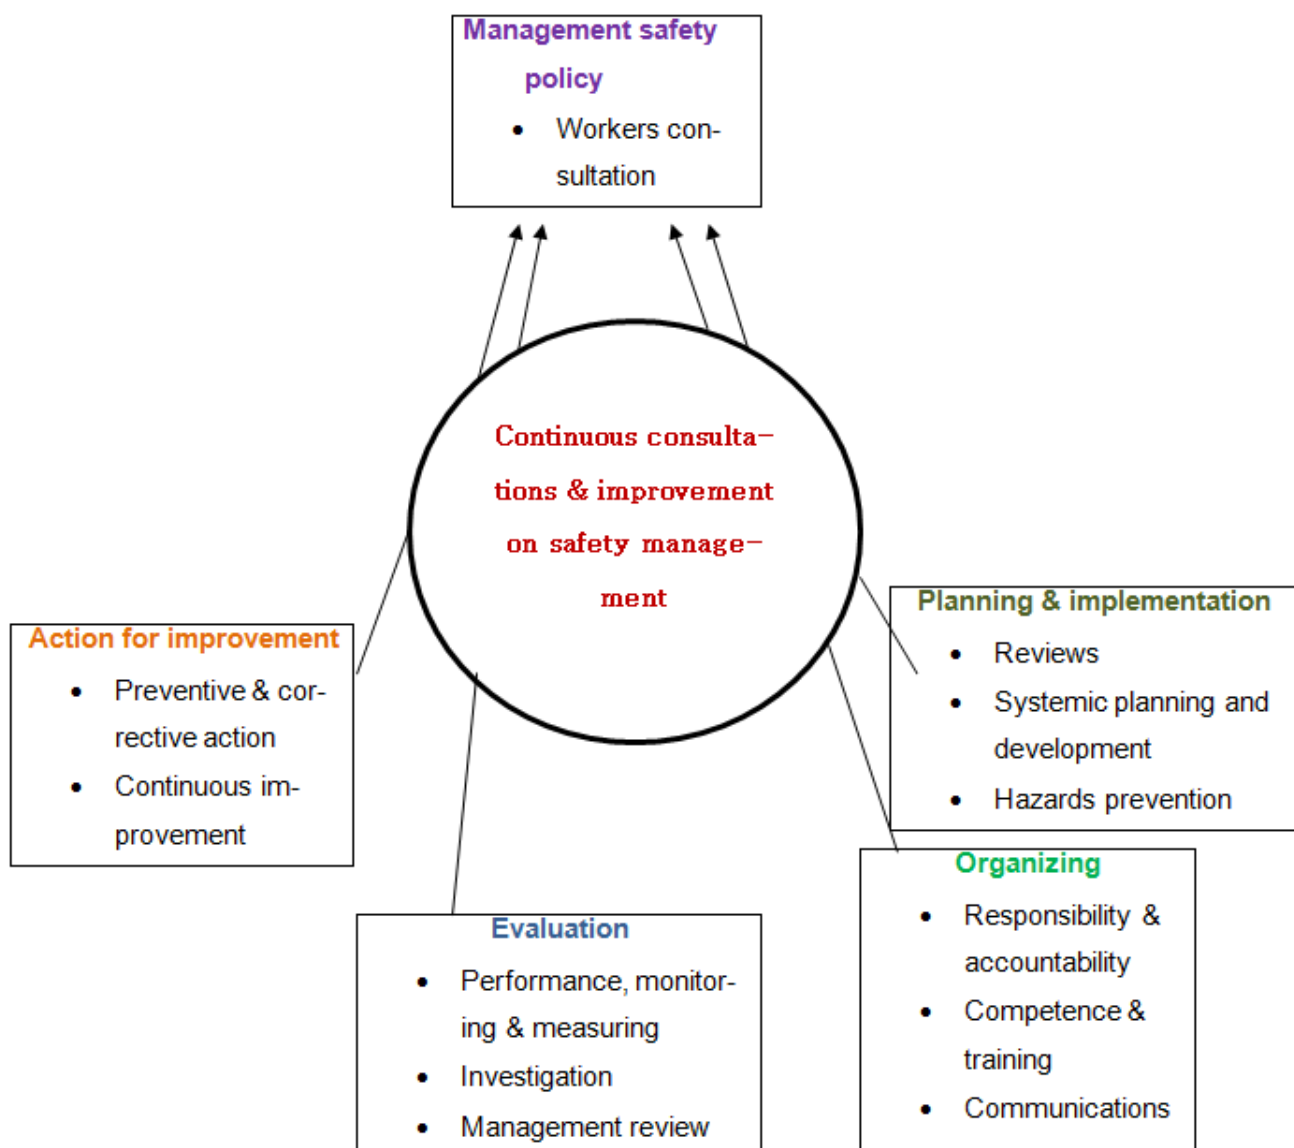 Management safety
policy
• Workers con-
sultation
Continuous consulta-
tions & improvement
on safety manage-
ment
Action for improvement
• Preventive & cor-
rective action
• Continuous im-
provement
Planning & implementation
• Reviews
• Systemic planning and
development
• Hazards prevention
Evaluation
• Performance, monitor-
ing & measuring
• Investigation
• Management review
Organizing
• Responsibility &
accountability
• Competence &
training
• Communications